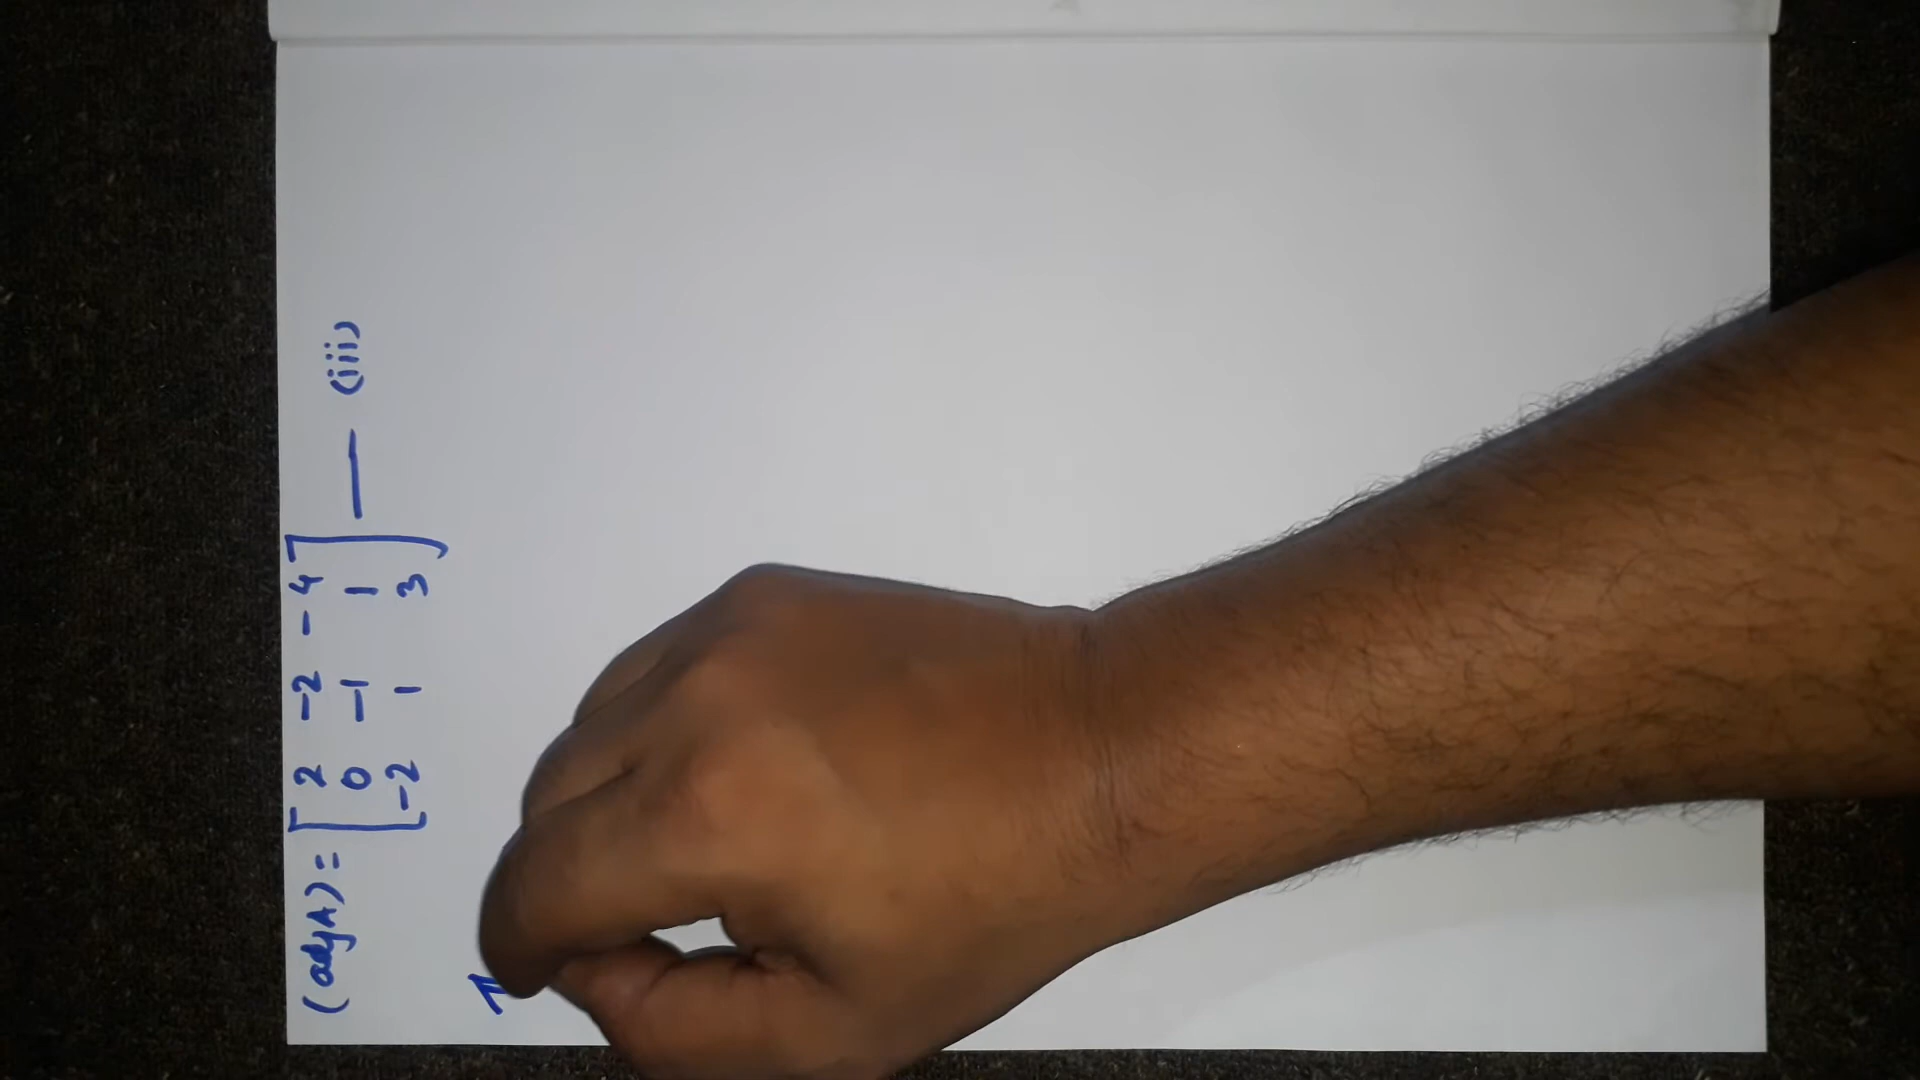 (adjA) = [ 2 -2 -4
0 -1 1
-2 1 3 ] — (iii)